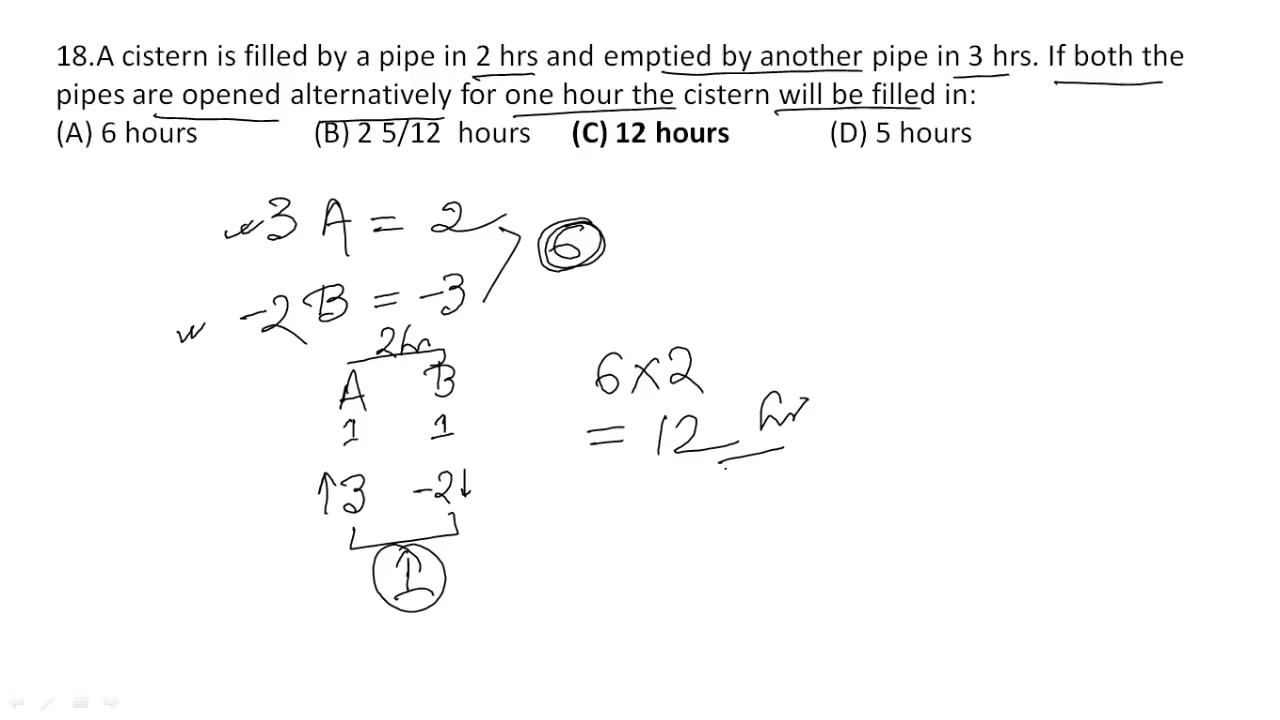 18.A cistern is filled by a pipe in 2 hrs and emptied by another pipe in 3 hrs. If both the
pipes are opened alternatively for one hour the cistern will be filled in:
(A) 6 hours (B) 2 5/12 hours (C) 12 hours (D) 5 hours
3 A = 2
6
-2 B = -3
2hr
A B
1 1
↑3 -2↓
↑1
6×2
= 12 hr